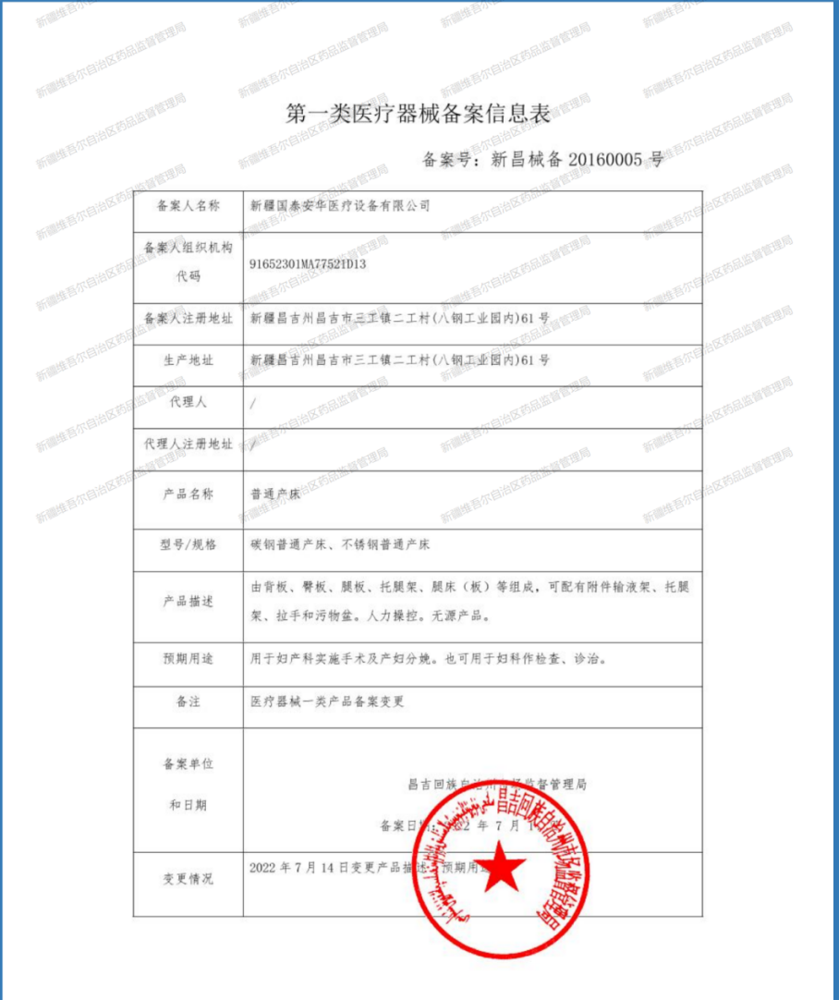 第一类医疗器械备案信息表
备案号：新昌械备 20160005 号
备案人名称 新疆国泰安华医疗设备有限公司
备案人组织机构
代码
91652301MA77521D13
备案人注册地址 新疆昌吉州昌吉市三工镇二工村(八钢工业园内)61 号
生产地址 新疆昌吉州昌吉市三工镇二工村(八钢工业园内)61 号
代理人 /
代理人注册地址 /
产品名称 普通产床
型号/规格 碳钢普通产床、不锈钢普通产床
产品描述
由背板、臀板、腿板、托腿架、腿床（板）等组成，可配有附件输液架、托腿
架、拉手和污物盆。人力操控。无源产品。
预期用途 用于妇产科实施手术及产妇分娩。也可用于妇科作检查、诊治。
备注 医疗器械一类产品备案变更
备案单位
和日期
昌吉回族自治州市场监督管理局
备案日期：2022 年 7 月
变更情况 2022 年 7 月 14 日变更产品描述、预期用途
昌吉回族自治州市场监督管理局
新疆维吾尔自治区药品监督管理局